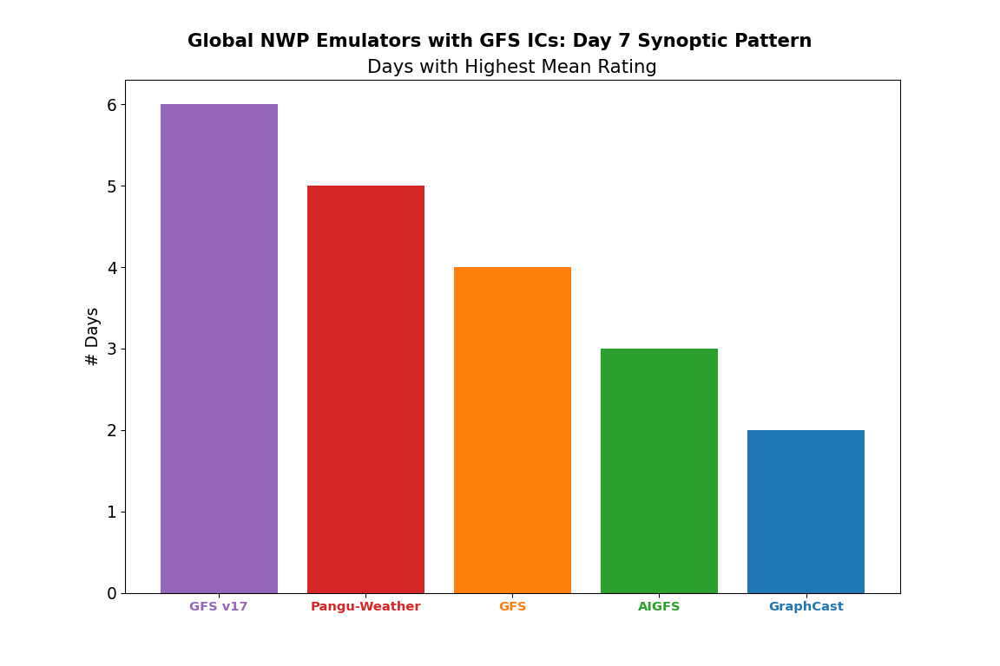 Global NWP Emulators with GFS ICs: Day 7 Synoptic Pattern
Days with Highest Mean Rating
# Days
6
5
4
3
2
1
0
GFS v17 Pangu-Weather GFS AIGFS GraphCast